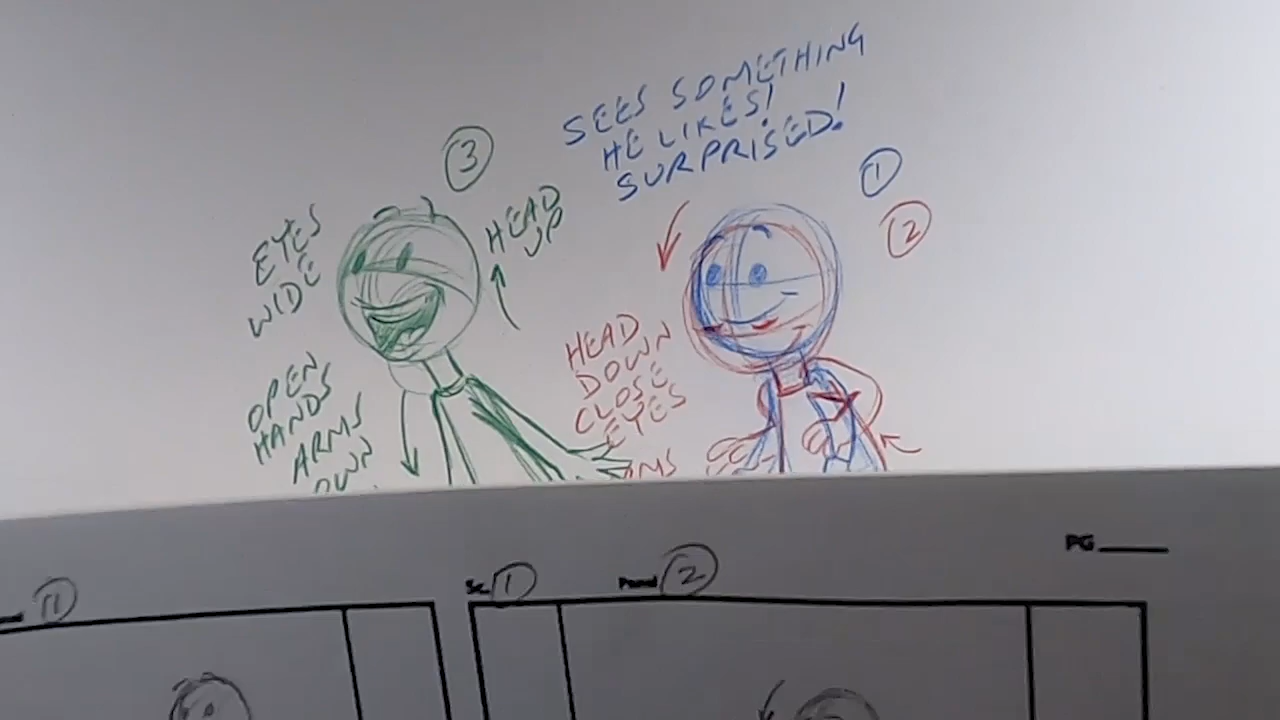 SEES SOMETHING
HE LIKES!
SURPRISED!
3
1
2
EYES
WIDE
HEAD
UP
OPEN
HANDS
ARMS
HEAD
DOWN
CLOSE
EYES
PG
1
Sc. 1
Panel 2